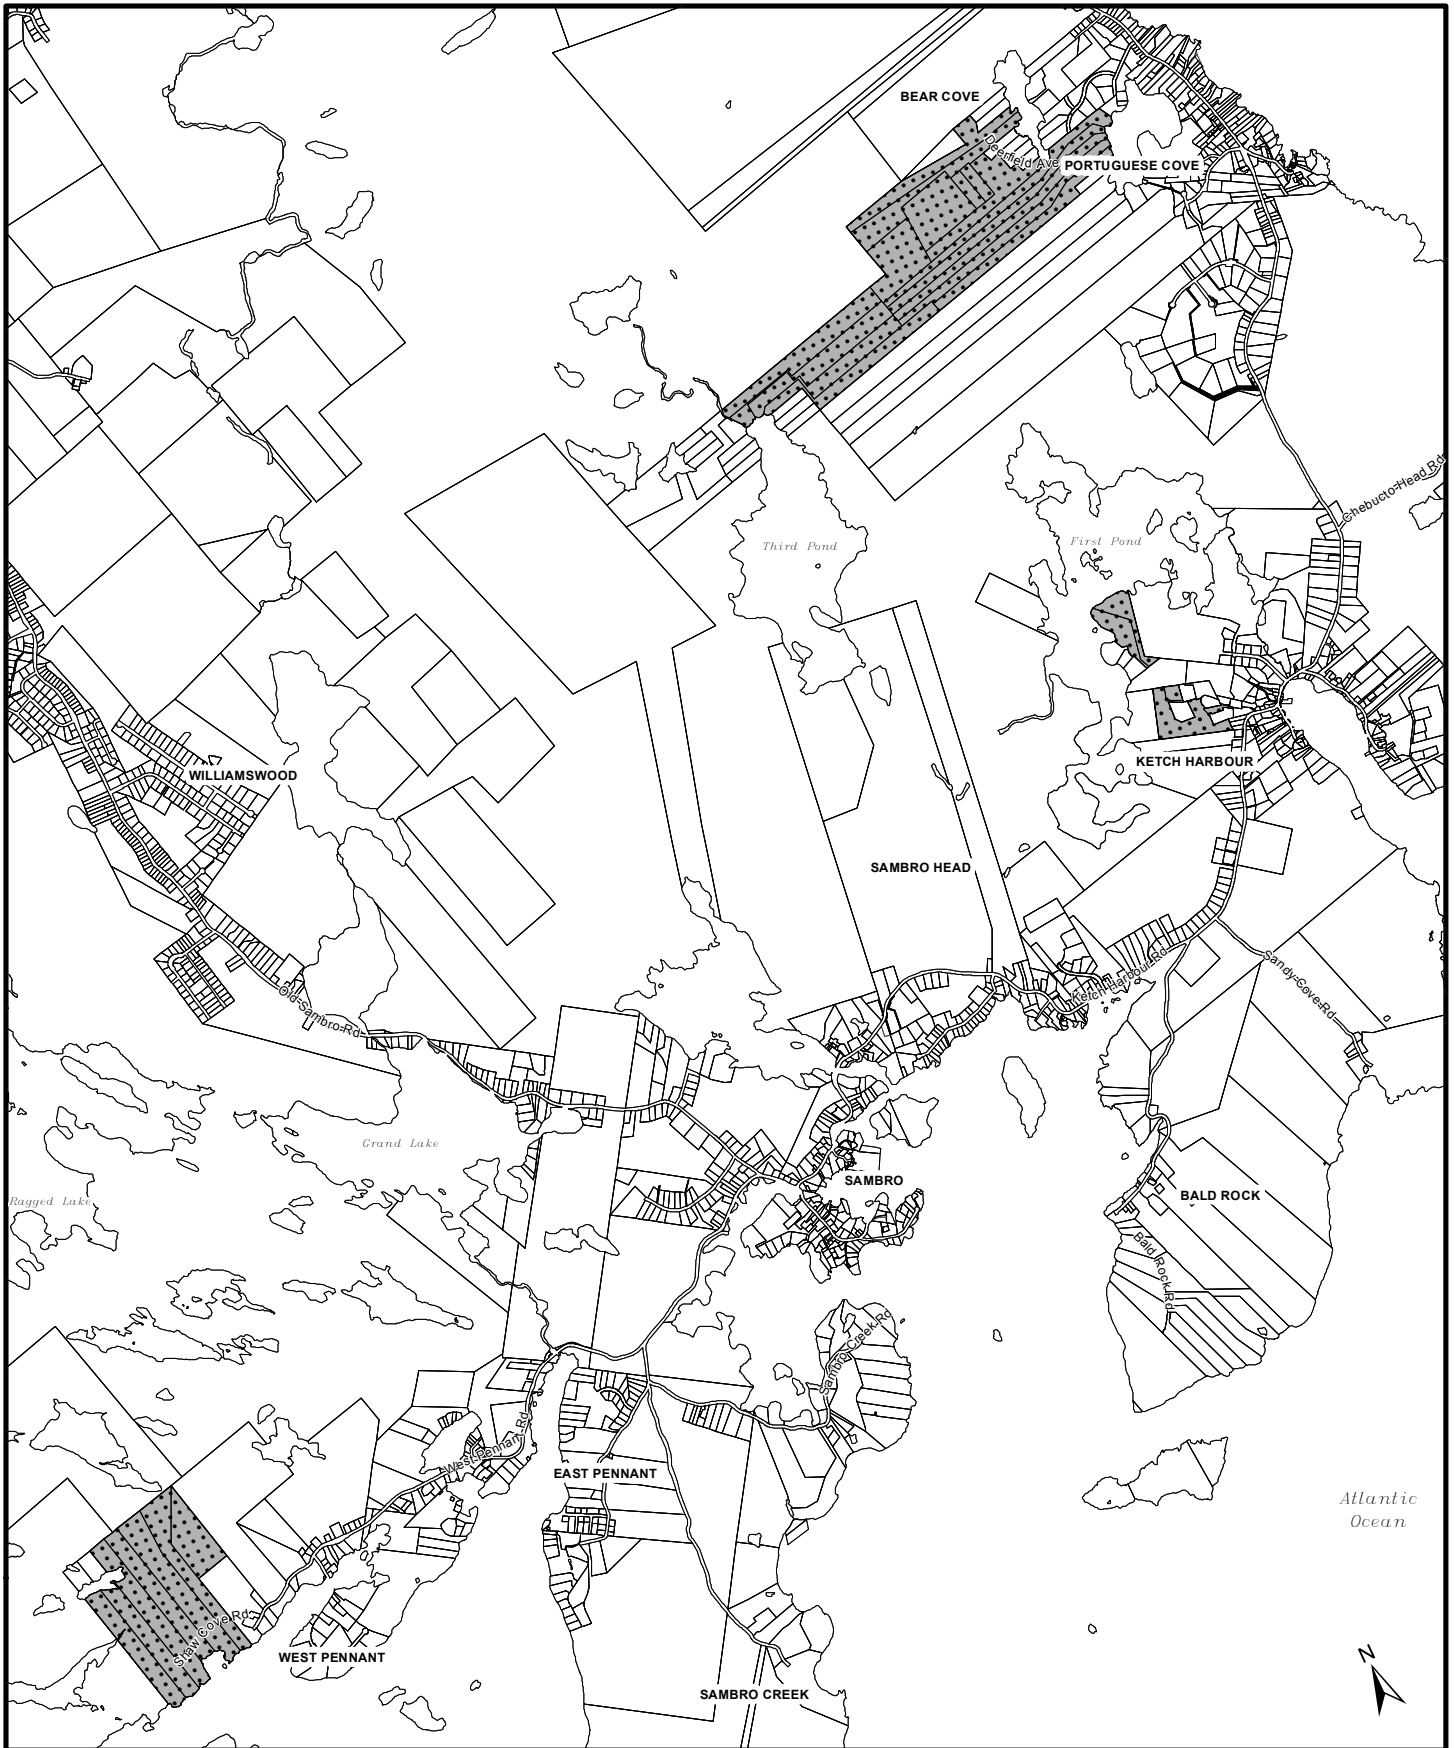 BEAR COVE
Deerfield Ave
PORTUGUESE COVE
Chebucto Head Rd
Third Pond
First Pond
WILLIAMSWOOD
KETCH HARBOUR
SAMBRO HEAD
Ketch Harbour Rd
Sandy Cove Rd
Old Sambro Rd
Grand Lake
Ragged Lake
SAMBRO
BALD ROCK
Bald Rock Rd
Sambro Creek Rd
West Pennant Rd
EAST PENNANT
Atlantic
Ocean
Shaw Cove Rd
WEST PENNANT
SAMBRO CREEK
N